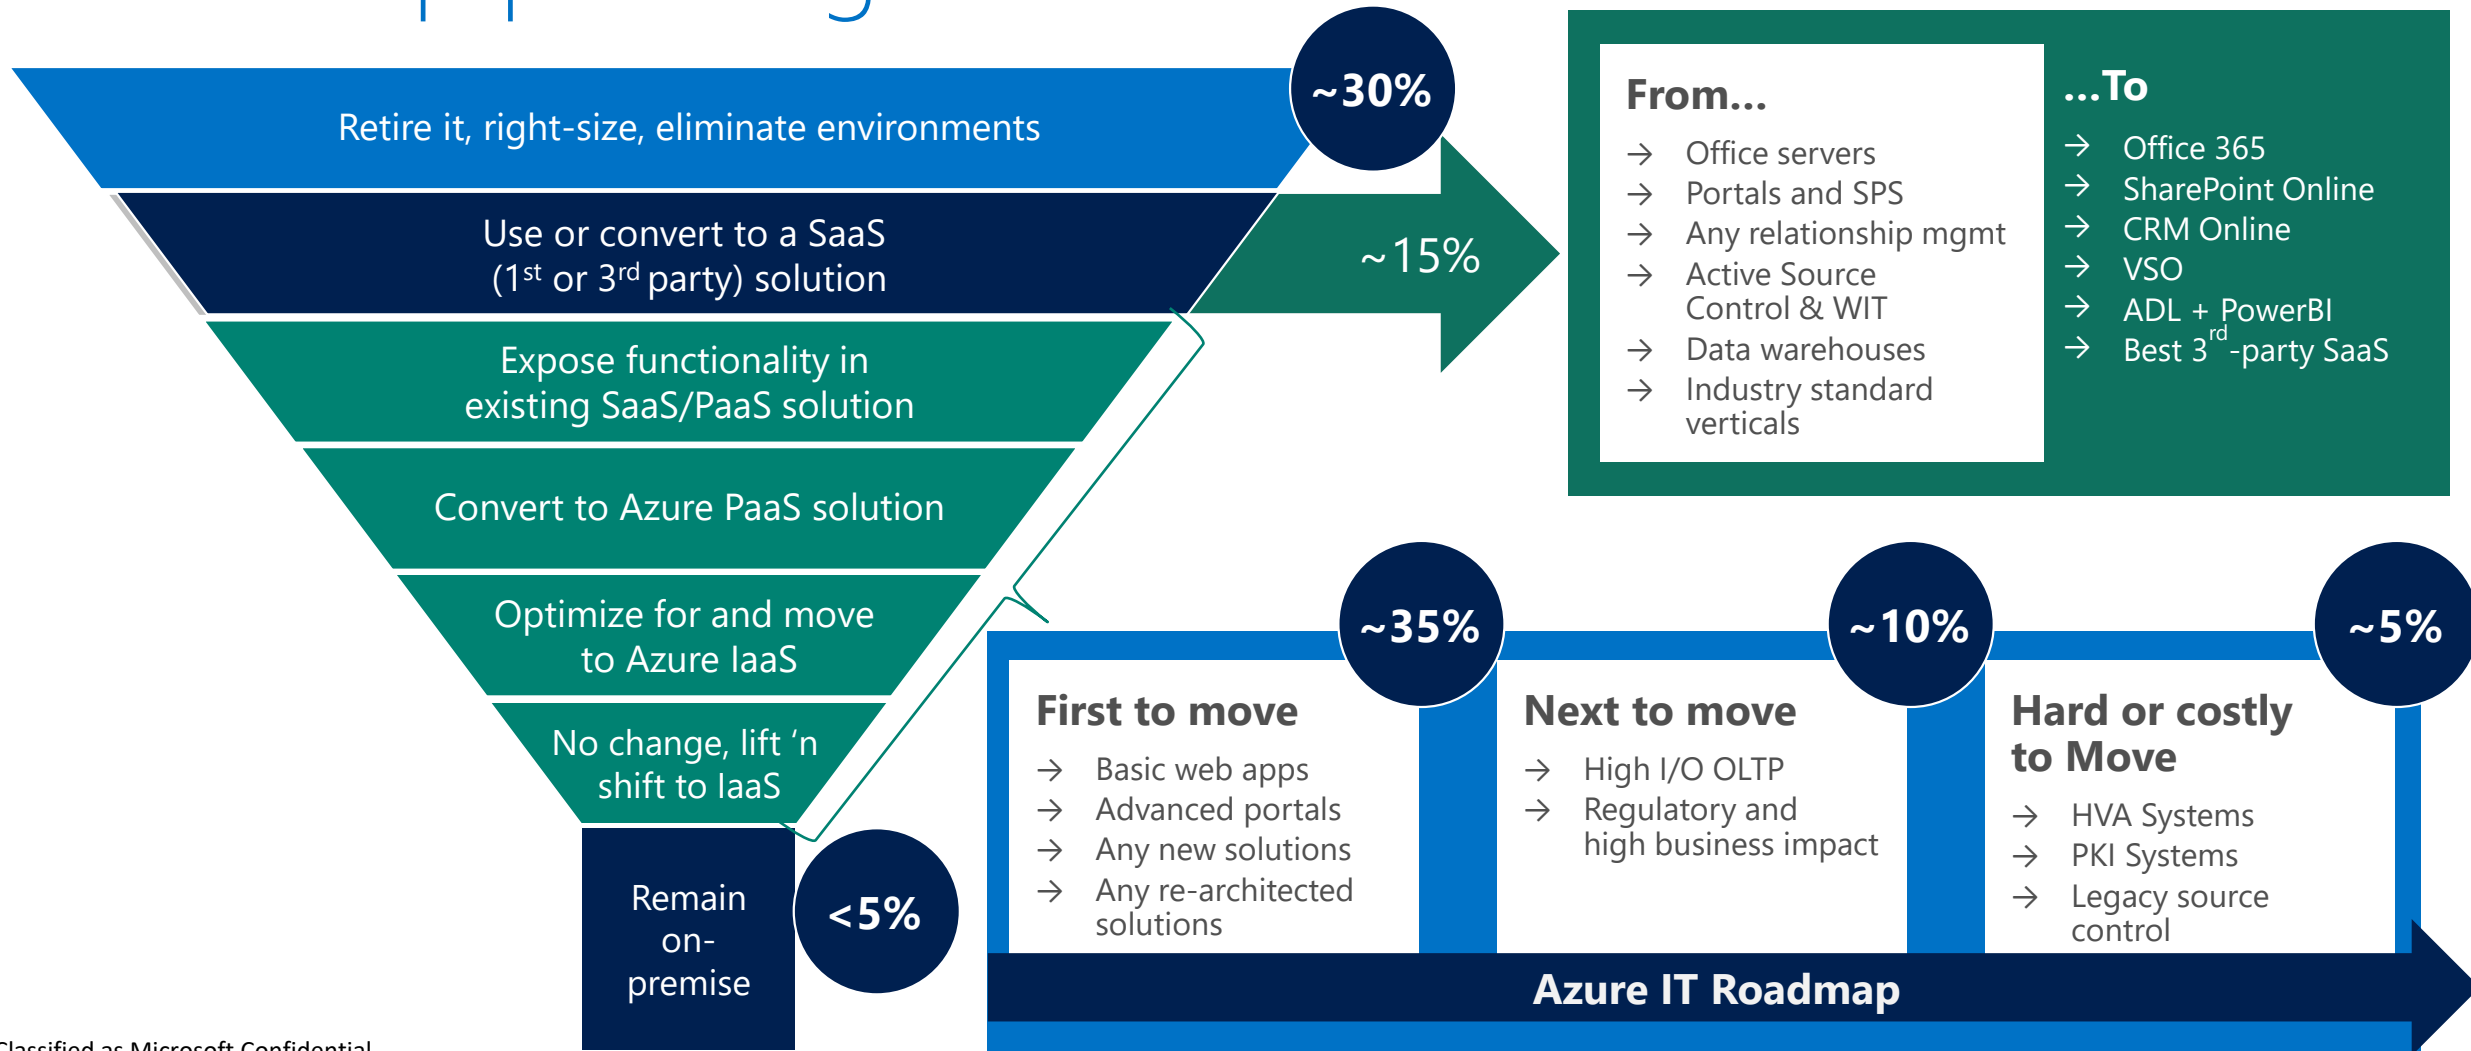 Retire it, right-size, eliminate environments
~30%
Use or convert to a SaaS
(1st or 3rd party) solution
~15%
Expose functionality in
existing SaaS/PaaS solution
Convert to Azure PaaS solution
Optimize for and move
to Azure IaaS
No change, lift ‘n
shift to IaaS
Remain
on-
premise
<5%
From...
→ Office servers
→ Portals and SPS
→ Any relationship mgmt
→ Active Source
Control & WIT
→ Data warehouses
→ Industry standard
verticals
...To
→ Office 365
→ SharePoint Online
→ CRM Online
→ VSO
→ ADL + PowerBI
→ Best 3rd-party SaaS
~35%
First to move
→ Basic web apps
→ Advanced portals
→ Any new solutions
→ Any re-architected
solutions
~10%
Next to move
→ High I/O OLTP
→ Regulatory and
high business impact
~5%
Hard or costly
to Move
→ HVA Systems
→ PKI Systems
→ Legacy source
control
Azure IT Roadmap
Classified as Microsoft Confidential